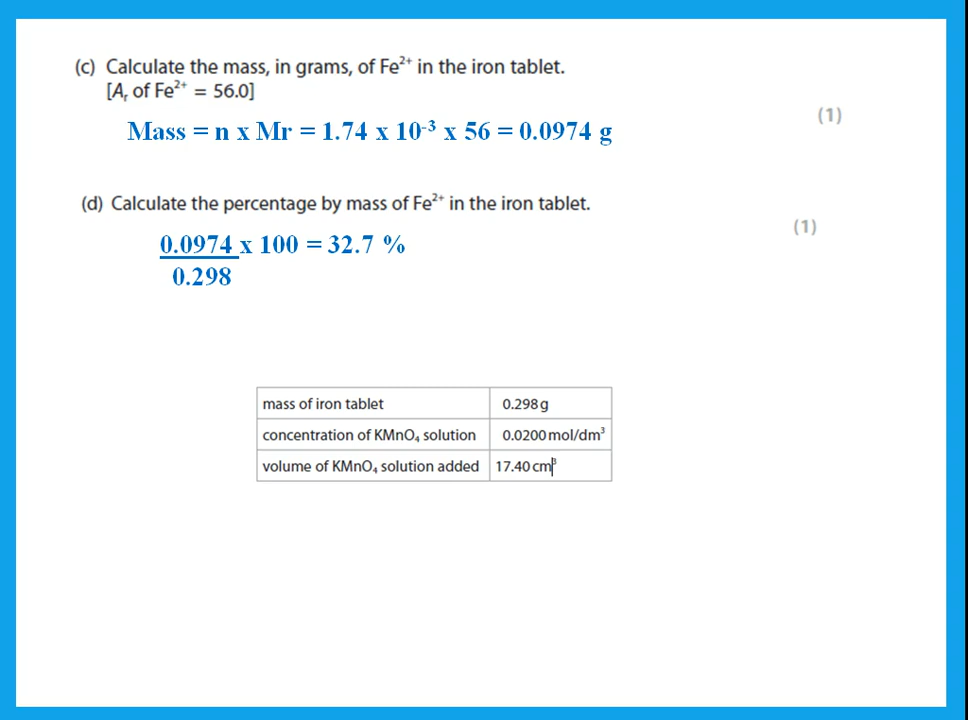 (c) Calculate the mass, in grams, of Fe²⁺ in the iron tablet.
[Aᵣ of Fe²⁺ = 56.0]
(1)
Mass = n x Mr = 1.74 x 10⁻³ x 56 = 0.0974 g
(d) Calculate the percentage by mass of Fe²⁺ in the iron tablet.
(1)
0.0974 x 100 = 32.7 %
0.298
mass of iron tablet 0.298 g
concentration of KMnO₄ solution 0.0200 mol/dm³
volume of KMnO₄ solution added 17.40 cm³